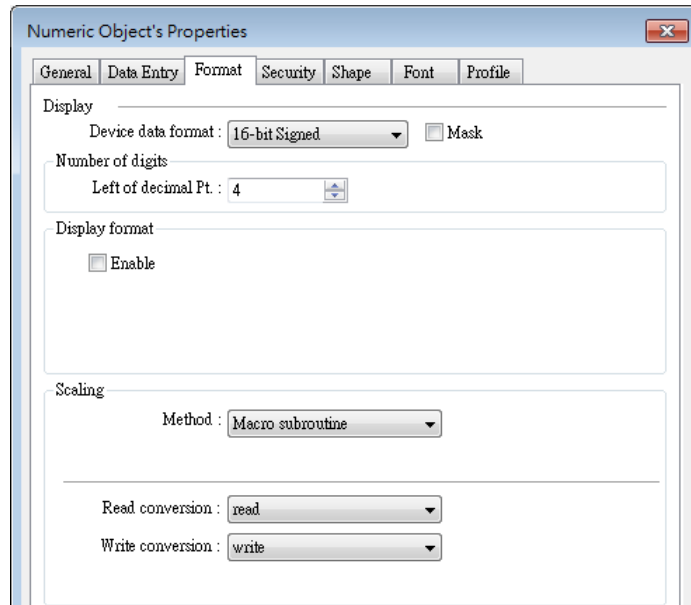 Numeric Object's Properties
General Data Entry Format Security Shape Font Profile
Display
Device data format : 16-bit Signed Mask
Number of digits
Left of decimal Pt. : 4
Display format
Enable
Scaling
Method : Macro subroutine
Read conversion : read
Write conversion : write